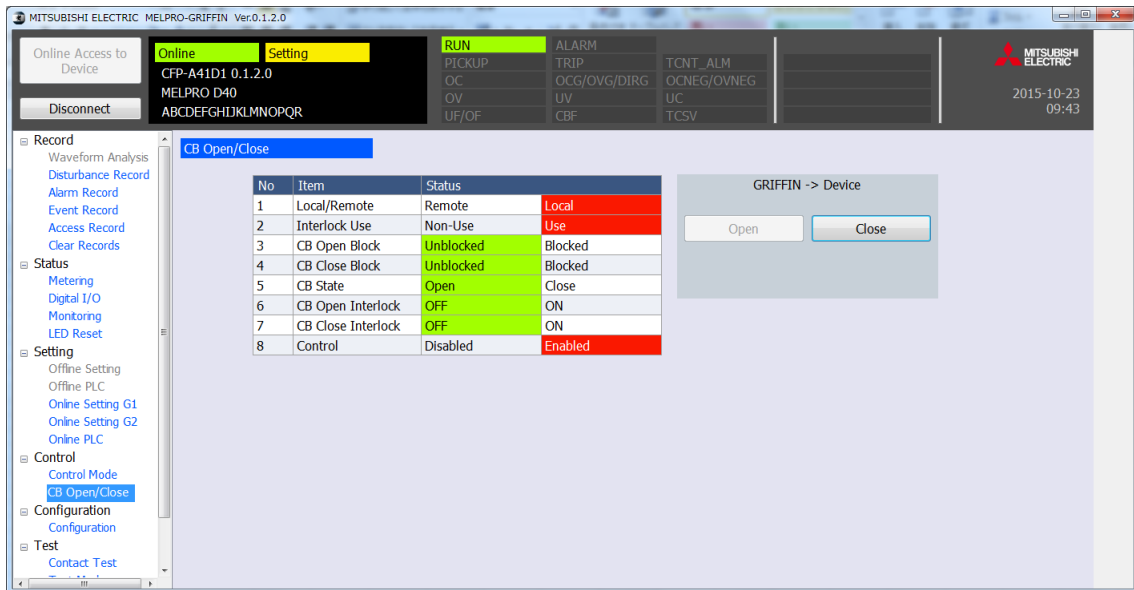 MITSUBISHI ELECTRIC MELPRO-GRIFFIN Ver.0.1.2.0
Online Access to
Device
Disconnect
Online Setting
CFP-A41D1 0.1.2.0
MELPRO D40
ABCDEFGHIJKLMNOPQR
RUN ALARM
PICKUP TRIP TCNT_ALM
OC OCG/OVG/DIRG OCNEG/OVNEG
OV UV UC
UF/OF CBF TCSV
MITSUBISHI
ELECTRIC
2015-10-23
09:43
Record
Waveform Analysis
Disturbance Record
Alarm Record
Event Record
Access Record
Clear Records
Status
Metering
Digital I/O
Monitoring
LED Reset
Setting
Offline Setting
Offline PLC
Online Setting G1
Online Setting G2
Online PLC
Control
Control Mode
CB Open/Close
Configuration
Configuration
Test
Contact Test
CB Open/Close
No Item Status
1 Local/Remote Remote Local
2 Interlock Use Non-Use Use
3 CB Open Block Unblocked Blocked
4 CB Close Block Unblocked Blocked
5 CB State Open Close
6 CB Open Interlock OFF ON
7 CB Close Interlock OFF ON
8 Control Disabled Enabled
GRIFFIN -> Device
Open Close